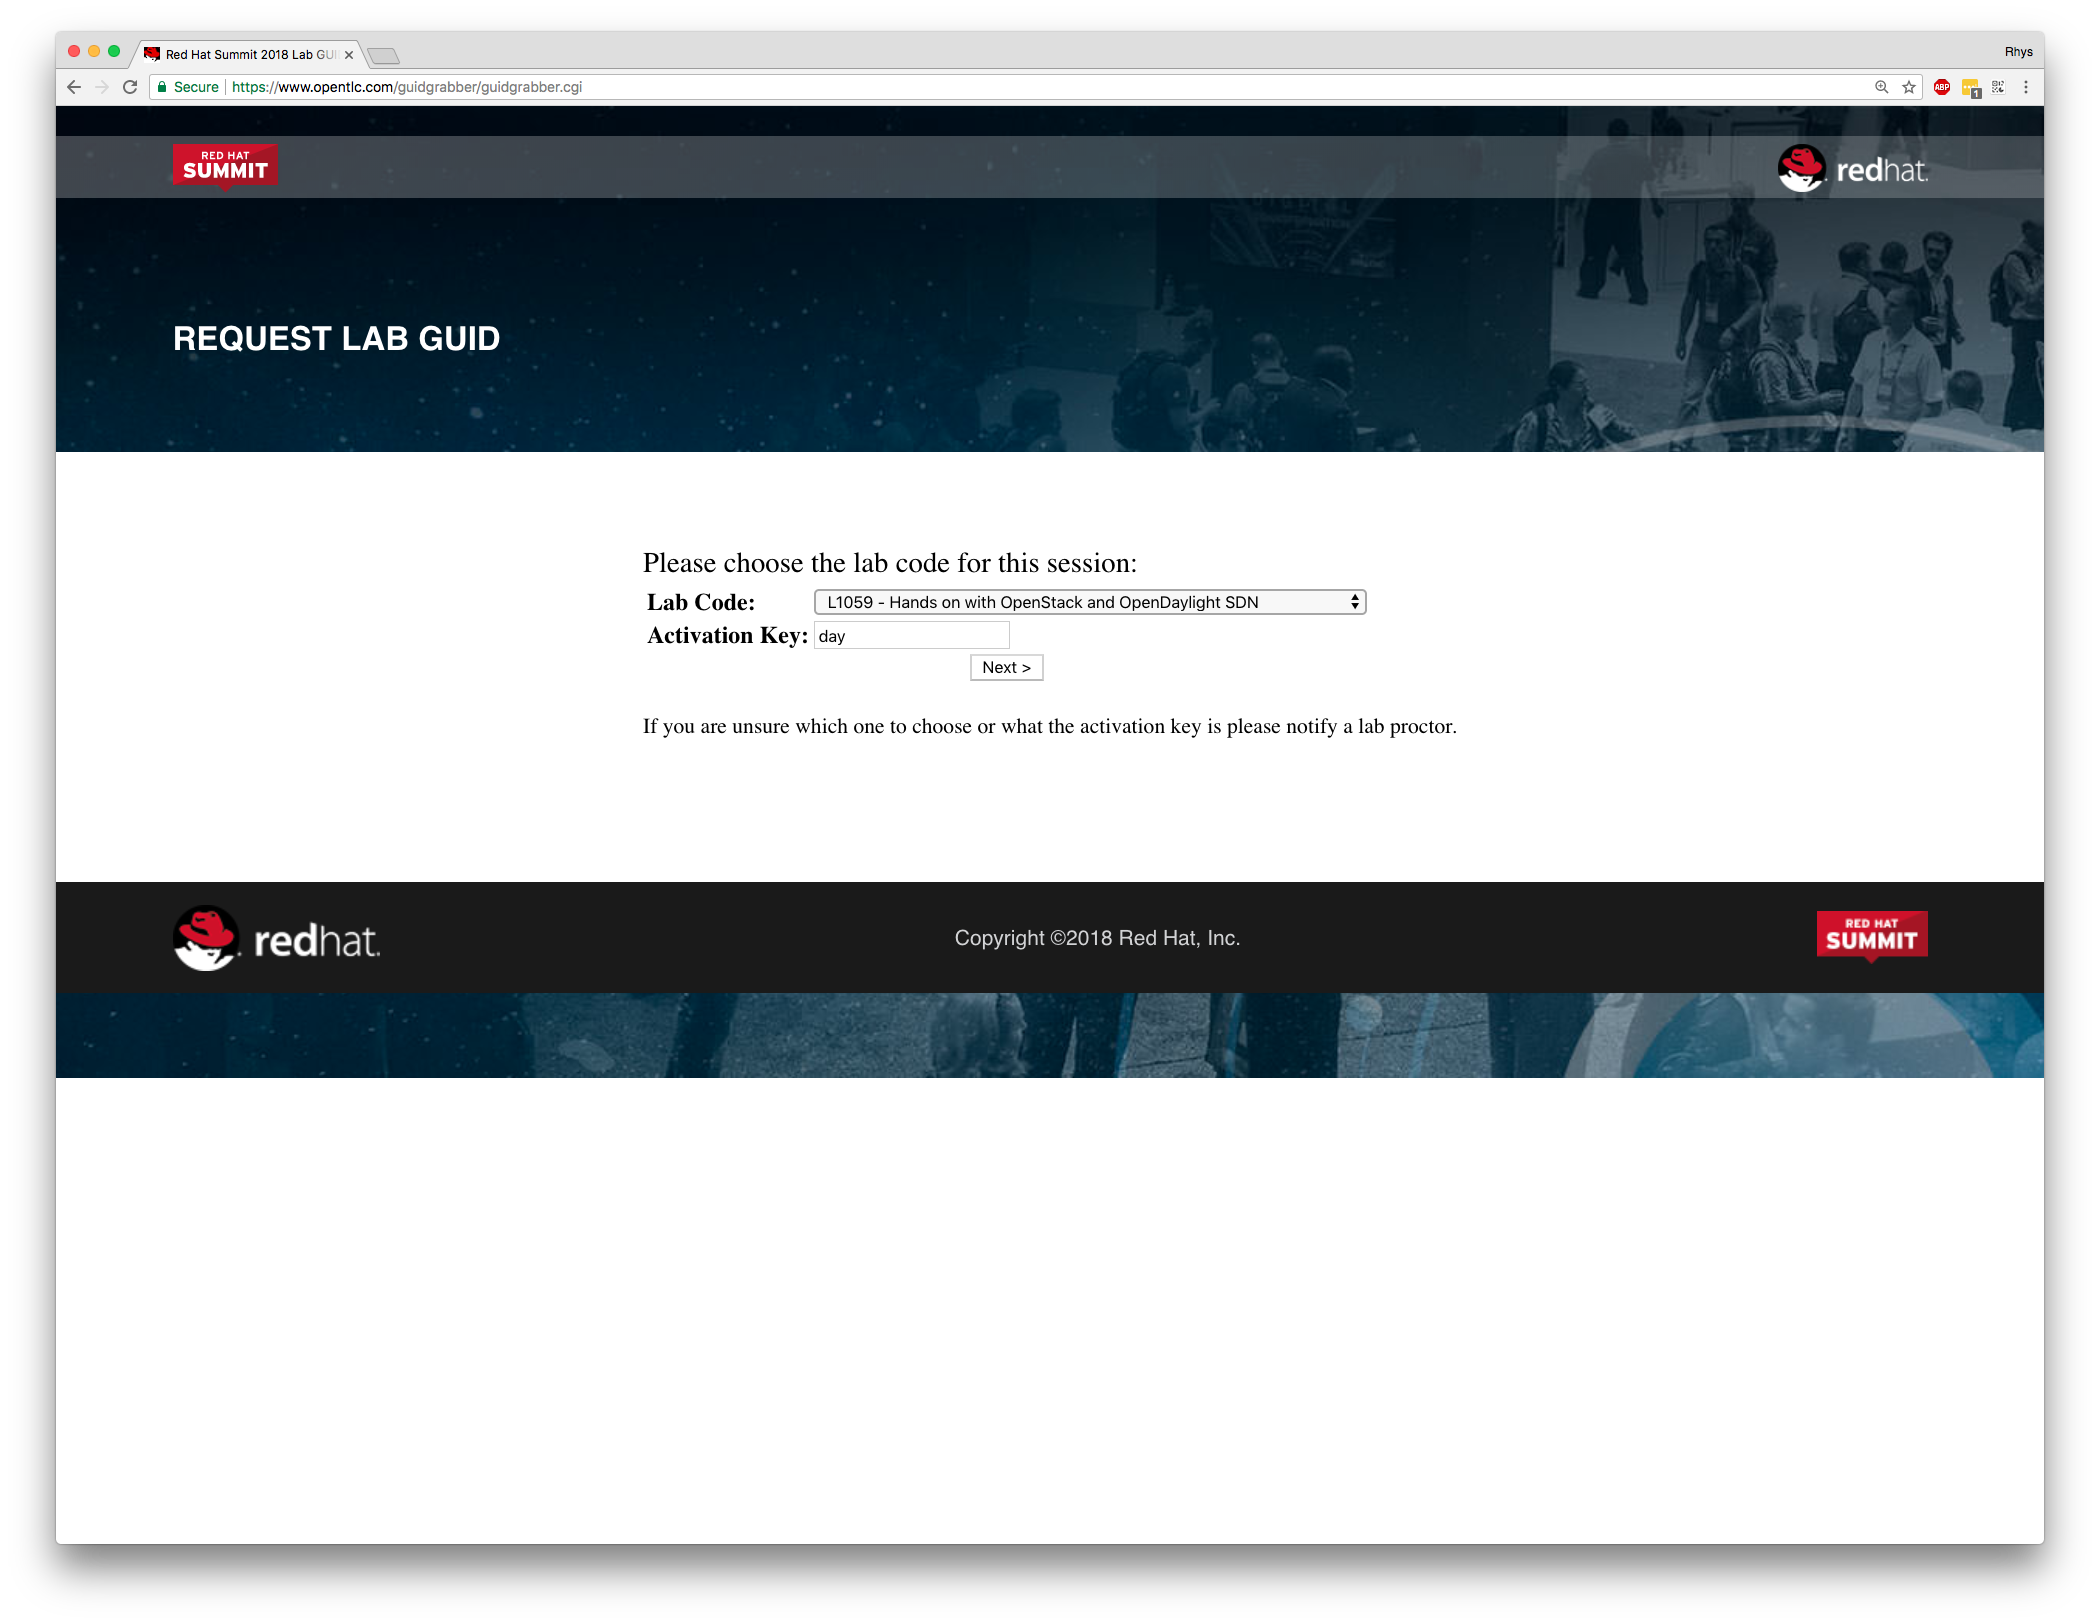 Red Hat Summit 2018 Lab GUI
Rhys
Secure https://www.opentlc.com/guidgrabber/guidgrabber.cgi
ABP
1
RED HAT
SUMMIT
redhat.
REQUEST LAB GUID
Please choose the lab code for this session:
Lab Code: L1059 - Hands on with OpenStack and OpenDaylight SDN
Activation Key: day
Next >
If you are unsure which one to choose or what the activation key is please notify a lab proctor.
redhat.
Copyright ©2018 Red Hat, Inc.
RED HAT
SUMMIT